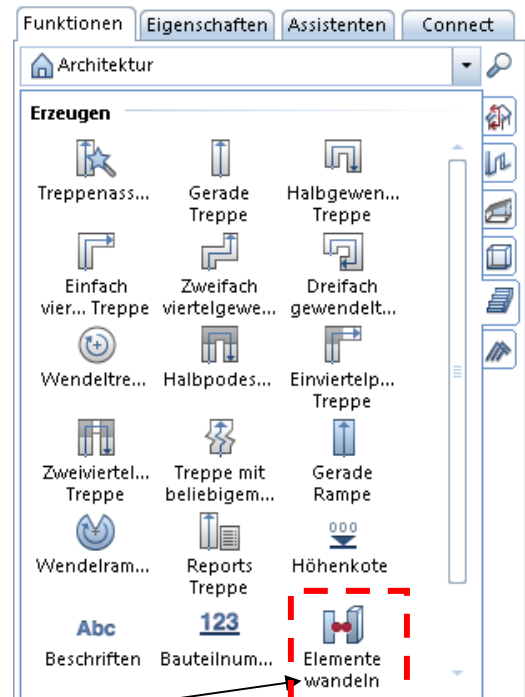 Funktionen Eigenschaften Assistenten Connect
Architektur
Erzeugen
Treppenass... Gerade Treppe Halbgewen... Treppe
Einfach vier... Treppe Zweifach viertelgewe... Dreifach gewendelt...
Wendeltre... Halbpodes... Einviertelp... Treppe
Zweiviertel... Treppe Treppe mit beliebigem... Gerade Rampe
000
Wendelram... Reports Treppe Höhenkote
Abc 123
Beschriften Bauteilnum... Elemente wandeln